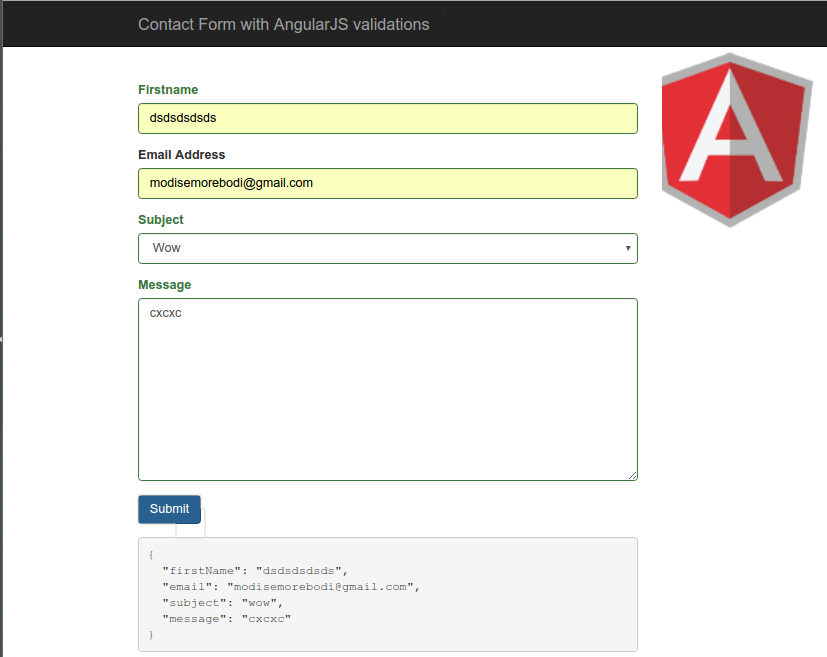 Contact Form with AngularJS validations
Firstname
dsdsdsdsds
Email Address
modisemorebodi@gmail.com
Subject
Wow
Message
cxcxc
Submit
{
"firstName": "dsdsdsdsds",
"email": "modisemorebodi@gmail.com",
"subject": "wow",
"message": "cxcxc"
}